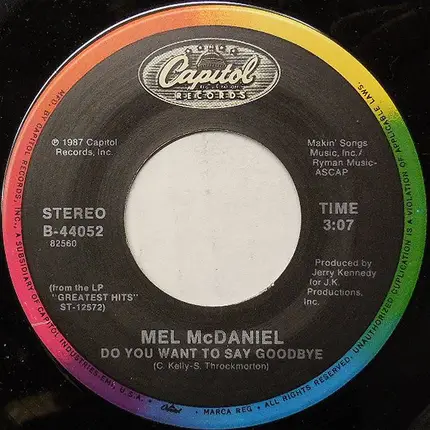 Capitol
RECORDS
MFD. BY CAPITOL RECORDS, INC., A SUBSIDIARY OF CAPITOL INDUSTRIES-EMI, U.S.A.
Capitol
MARCA REG.
ALL RIGHTS RESERVED. UNAUTHORIZED DUPLICATION IS A VIOLATION OF APPLICABLE LAWS.
℗ 1987 Capitol
Records, Inc.
Makin' Songs
Music, Inc./
Ryman Music-
ASCAP
STEREO
B-44052
82560
TIME
3:07
(from the LP
"GREATEST HITS"
ST-12572)
Produced by
Jerry Kennedy
for J.K.
Productions,
Inc.
MEL McDANIEL
DO YOU WANT TO SAY GOODBYE
(C. Kelly-S. Throckmorton)